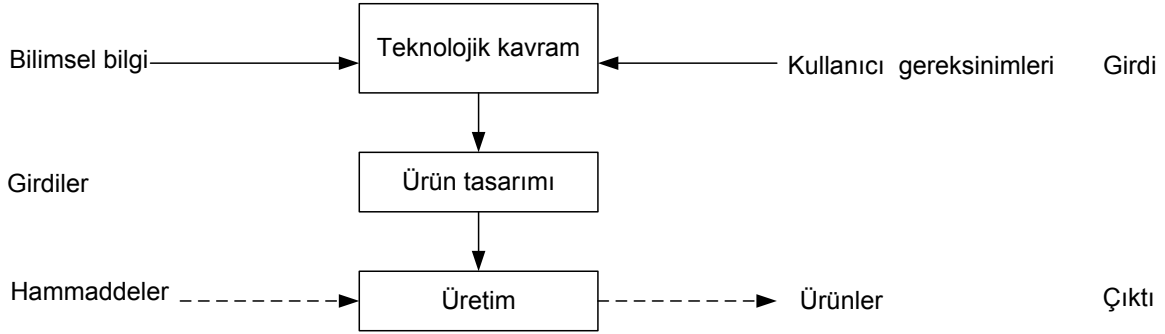 Teknolojik kavram
Bilimsel bilgi
Kullanıcı gereksinimleri
Girdi
Girdiler
Ürün tasarımı
Hammaddeler
Üretim
Ürünler
Çıktı